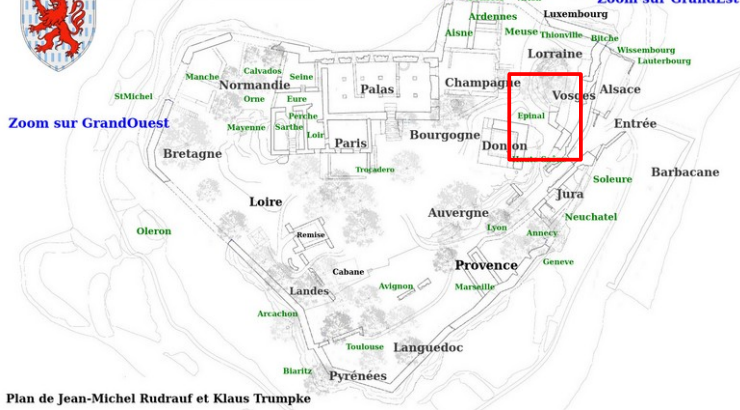 Zoom sur GrandEst
Ardennes
Luxembourg
Aisne
Meuse
Thionville
Bitche
Wissembourg
Lauterbourg
Lorraine
Manche
Calvados
Seine
Normandie
Palas
Champagne
Vosges
Alsace
StMichel
Orne
Eure
Perche
Epinal
Zoom sur GrandOuest
Mayenne
Sarthe
Loir
Paris
Bourgogne
Donjon
Entrée
Bretagne
Trocadero
Barbacane
Soleure
Jura
Loire
Auvergne
Neuchatel
Oleron
Remise
Lyon
Annecy
Provence
Geneve
Cabane
Landes
Avignon
Marseille
Arcachon
Toulouse
Languedoc
Biaritz
Pyrénées
Plan de Jean-Michel Rudrauf et Klaus Trumpke